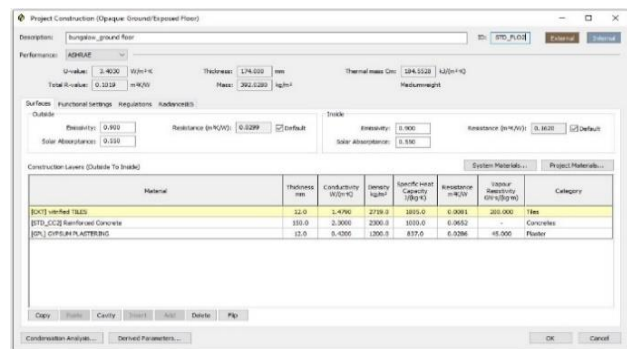 Project Construction (Opaque: Ground/Exposed Floor)
Description: bungalow_ground floor ID: STD_FLO2 External Internal
Performance: ASHRAE
U-value: 3.4000 W/m²·K Thickness: 174.000 mm Thermal mass Cm: 184.5520 kJ/(m²·K)
Total R-value: 0.1019 m²K/W Mass: 392.0280 kg/m² Mediumweight
Surfaces Functional Settings Regulations RadianceIES
Outside Inside
Emissivity: 0.900 Resistance (m²K/W): 0.0299 Default Emissivity: 0.900 Resistance (m²K/W): 0.1620 Default
Solar Absorptance: 0.550 Solar Absorptance: 0.550
Construction Layers (Outside To Inside) System Materials... Project Materials...
Material Thickness mm Conductivity W/(m·K) Density kg/m³ Specific Heat Capacity J/(kg·K) Resistance m²K/W Vapour Resistivity GN·s/(kg·m) Category
vitrified TILES 12.0 1.4790 2719.0 1005.0 0.0081 200.000 Tiles
[STD_CC2] Reinforced Concrete 150.0 2.3000 2300.0 1000.0 0.0652 - Concretes
[GPL] GYPSUM PLASTERING 12.0 0.4200 1200.0 837.0 0.0286 45.000 Plaster
Copy Paste Cavity Insert Add Delete Flip
Condensation Analysis... Derived Parameters... OK Cancel